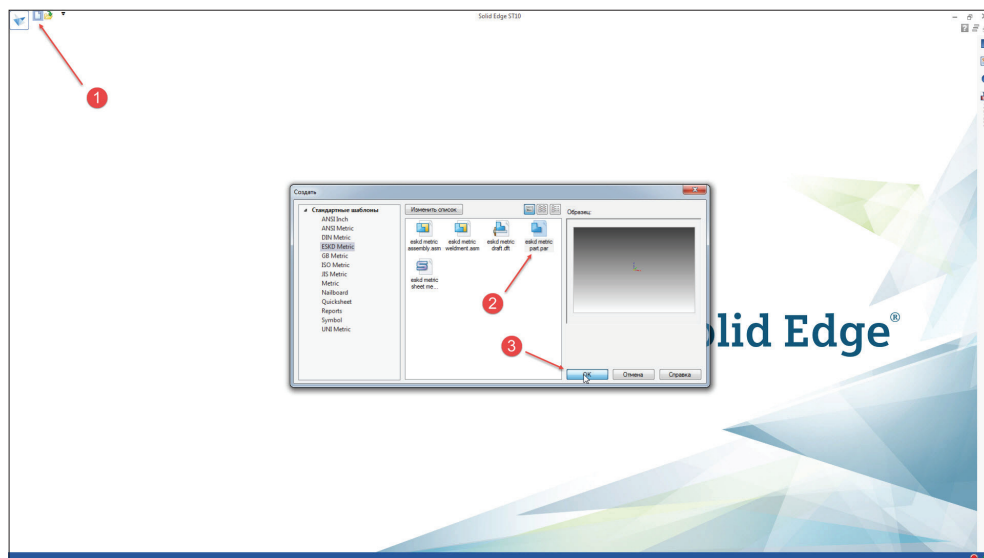 Solid Edge ST10
1
Создать
Стандартные шаблоны
ANSI Inch
ANSI Metric
DIN Metric
ESKD Metric
GB Metric
ISO Metric
JIS Metric
Metric
Nailboard
Quicksheet
Reports
Symbol
UNI Metric
Изменить список
eskd metric assembly.asm
eskd metric weldment.asm
eskd metric draft.dft
eskd metric part.par
eskd metric sheet me...
2
3
Образец:
OK
Отмена
Справка
olid Edge®